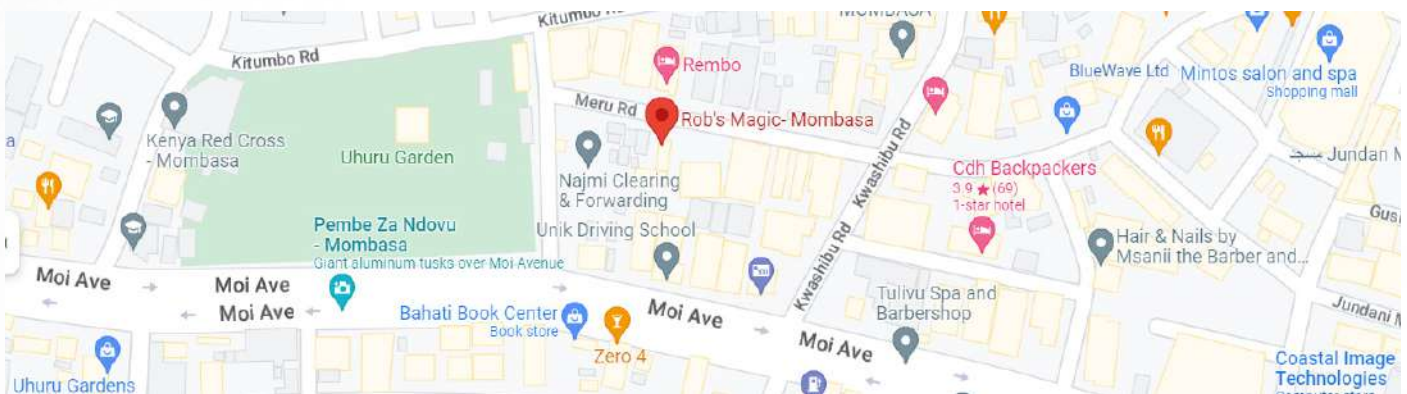 Kitumbo Rd
MOMBASA
Rembo
BlueWave Ltd
Mintos salon and spa
Shopping mall
Kitumbo Rd
Meru Rd
Rob's Magic- Mombasa
Kenya Red Cross
- Mombasa
Uhuru Garden
Kwashibu Rd
Jundan M
Cdh Backpackers
3.9 ★ (69)
1-star hotel
Najmi Clearing
& Forwarding
Pembe Za Ndovu
- Mombasa
Giant aluminum tusks over Moi Avenue
Unik Driving School
Kwashibu Rd
Hair & Nails by
Msanii the Barber and...
Gus
Moi Ave
Moi Ave
Moi Ave
Bahati Book Center
Book store
Moi Ave
Zero 4
Tulivu Spa and
Barbershop
Moi Ave
Jundani M
Uhuru Gardens
Coastal Image
Technologies